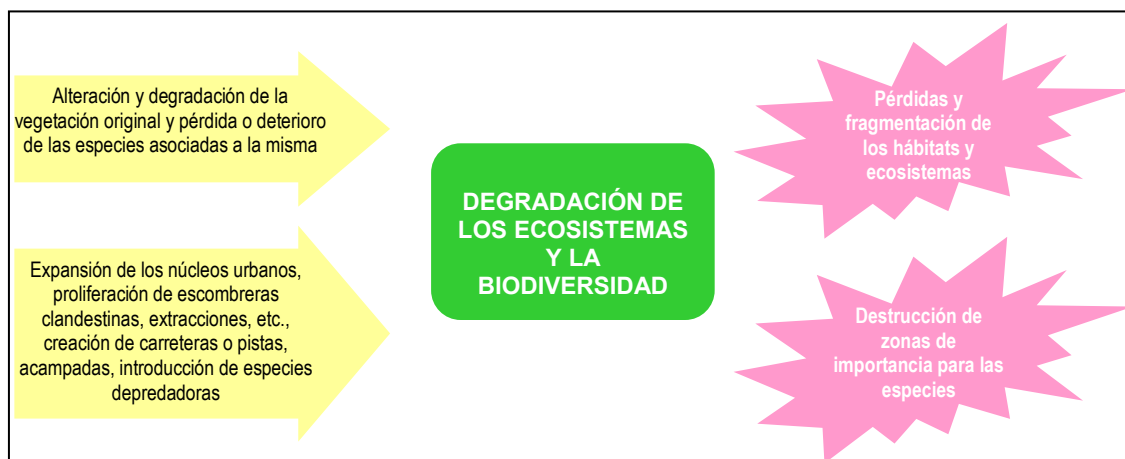 Alteración y degradación de la
vegetación original y pérdida o deterioro
de las especies asociadas a la misma
Expansión de los núcleos urbanos,
proliferación de escombreras
clandestinas, extracciones, etc.,
creación de carreteras o pistas,
acampadas, introducción de especies
depredadoras
DEGRADACIÓN DE
LOS ECOSISTEMAS
Y LA
BIODIVERSIDAD
Pérdidas y
fragmentación de
los hábitats y
ecosistemas
Destrucción de
zonas de
importancia para las
especies